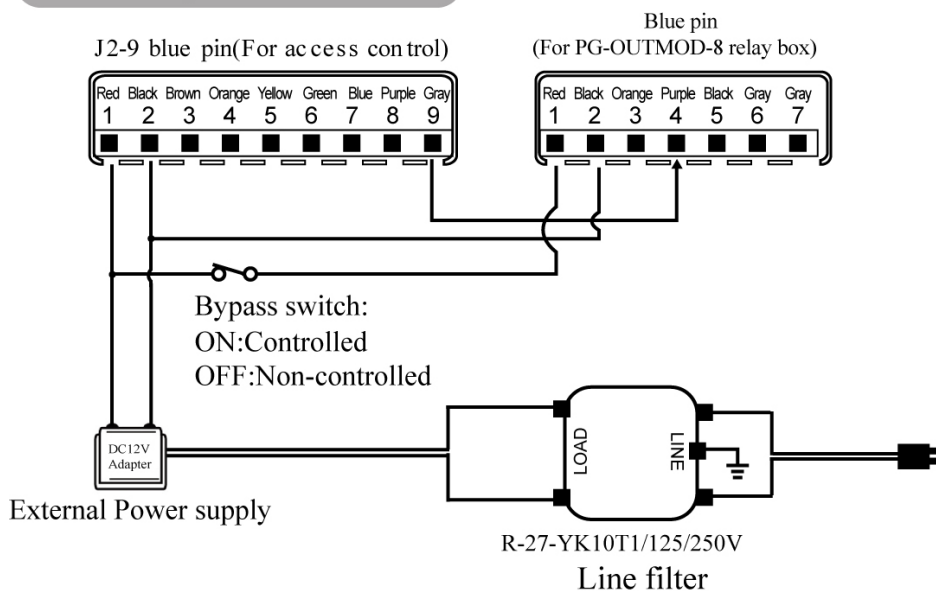 J2-9 blue pin(For access control)
Red Black Brown Orange Yellow Green Blue Purple Gray
1 2 3 4 5 6 7 8 9
Blue pin
(For PG-OUTMOD-8 relay box)
Red Black Orange Purple Black Gray Gray
1 2 3 4 5 6 7
Bypass switch:
ON:Controlled
OFF:Non-controlled
DC12V
Adapter
External Power supply
LOAD
LINE
R-27-YK10T1/125/250V
Line filter